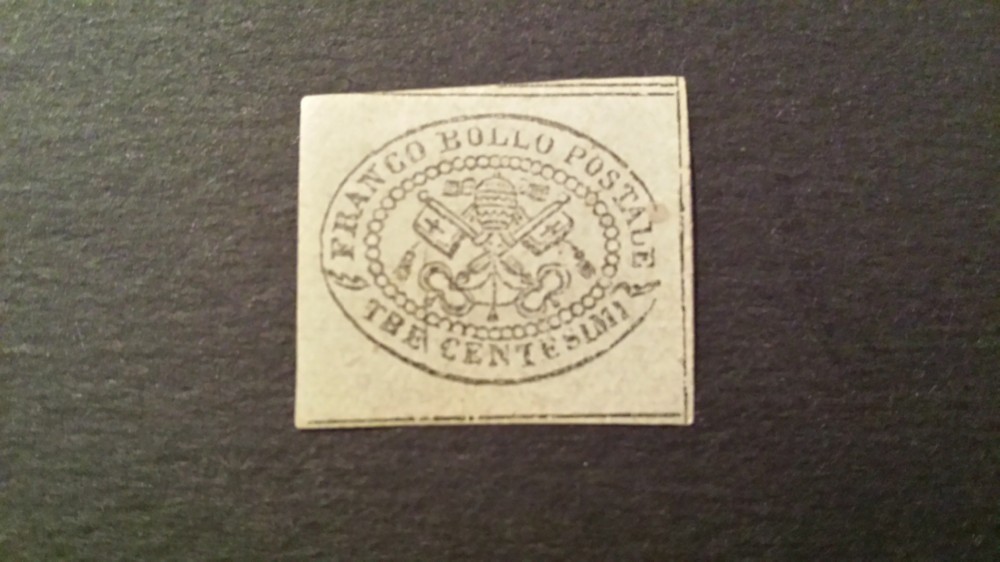 FRANCO BOLLO POSTALE
TRE CENTESIMI